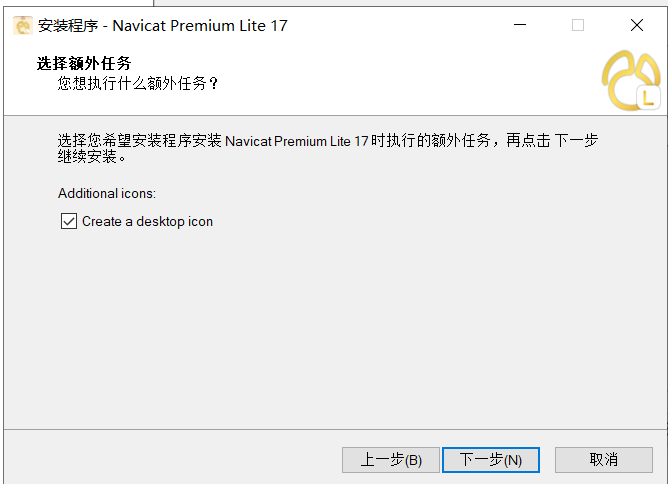 安装程序 - Navicat Premium Lite 17
选择额外任务
您想执行什么额外任务？
L
选择您希望安装程序安装 Navicat Premium Lite 17 时执行的额外任务，再点击 下一步
继续安装。
Additional icons:
Create a desktop icon
上一步(B) 下一步(N) 取消